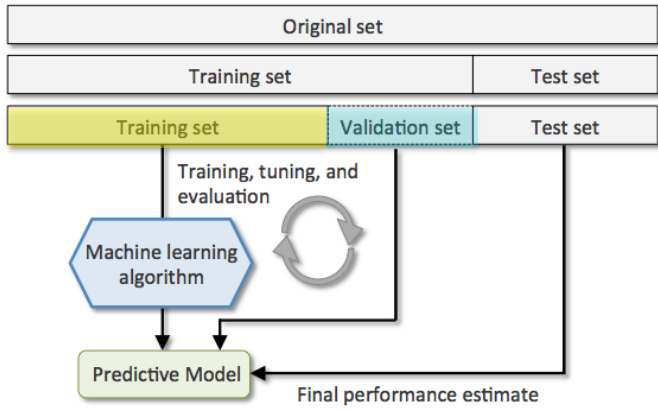 Original set
Training set
Test set
Training set
Validation set
Test set
Training, tuning, and
evaluation
Machine learning
algorithm
Predictive Model
Final performance estimate